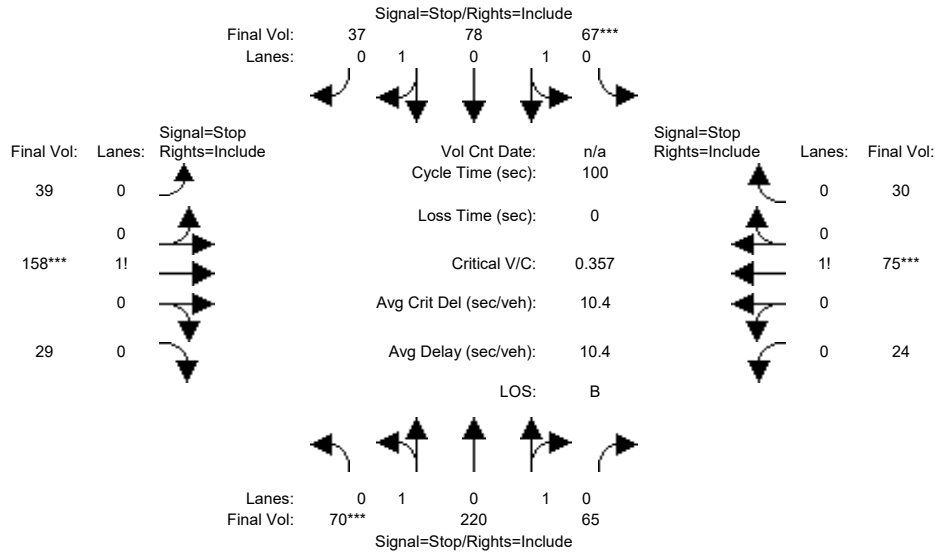 Signal=Stop/Rights=Include
Final Vol: 37 78 67***
Lanes: 0 1 0 1 0
Signal=Stop
Final Vol: Lanes: Rights=Include
Vol Cnt Date: n/a
Signal=Stop
Rights=Include Lanes: Final Vol:
Cycle Time (sec): 100
39 0
0 30
Loss Time (sec): 0
0
0
158*** 1!
Critical V/C: 0.357
1! 75***
0
Avg Crit Del (sec/veh): 10.4
0
29 0
Avg Delay (sec/veh): 10.4
0 24
LOS: B
Lanes: 0 1 0 1 0
Final Vol: 70*** 220 65
Signal=Stop/Rights=Include